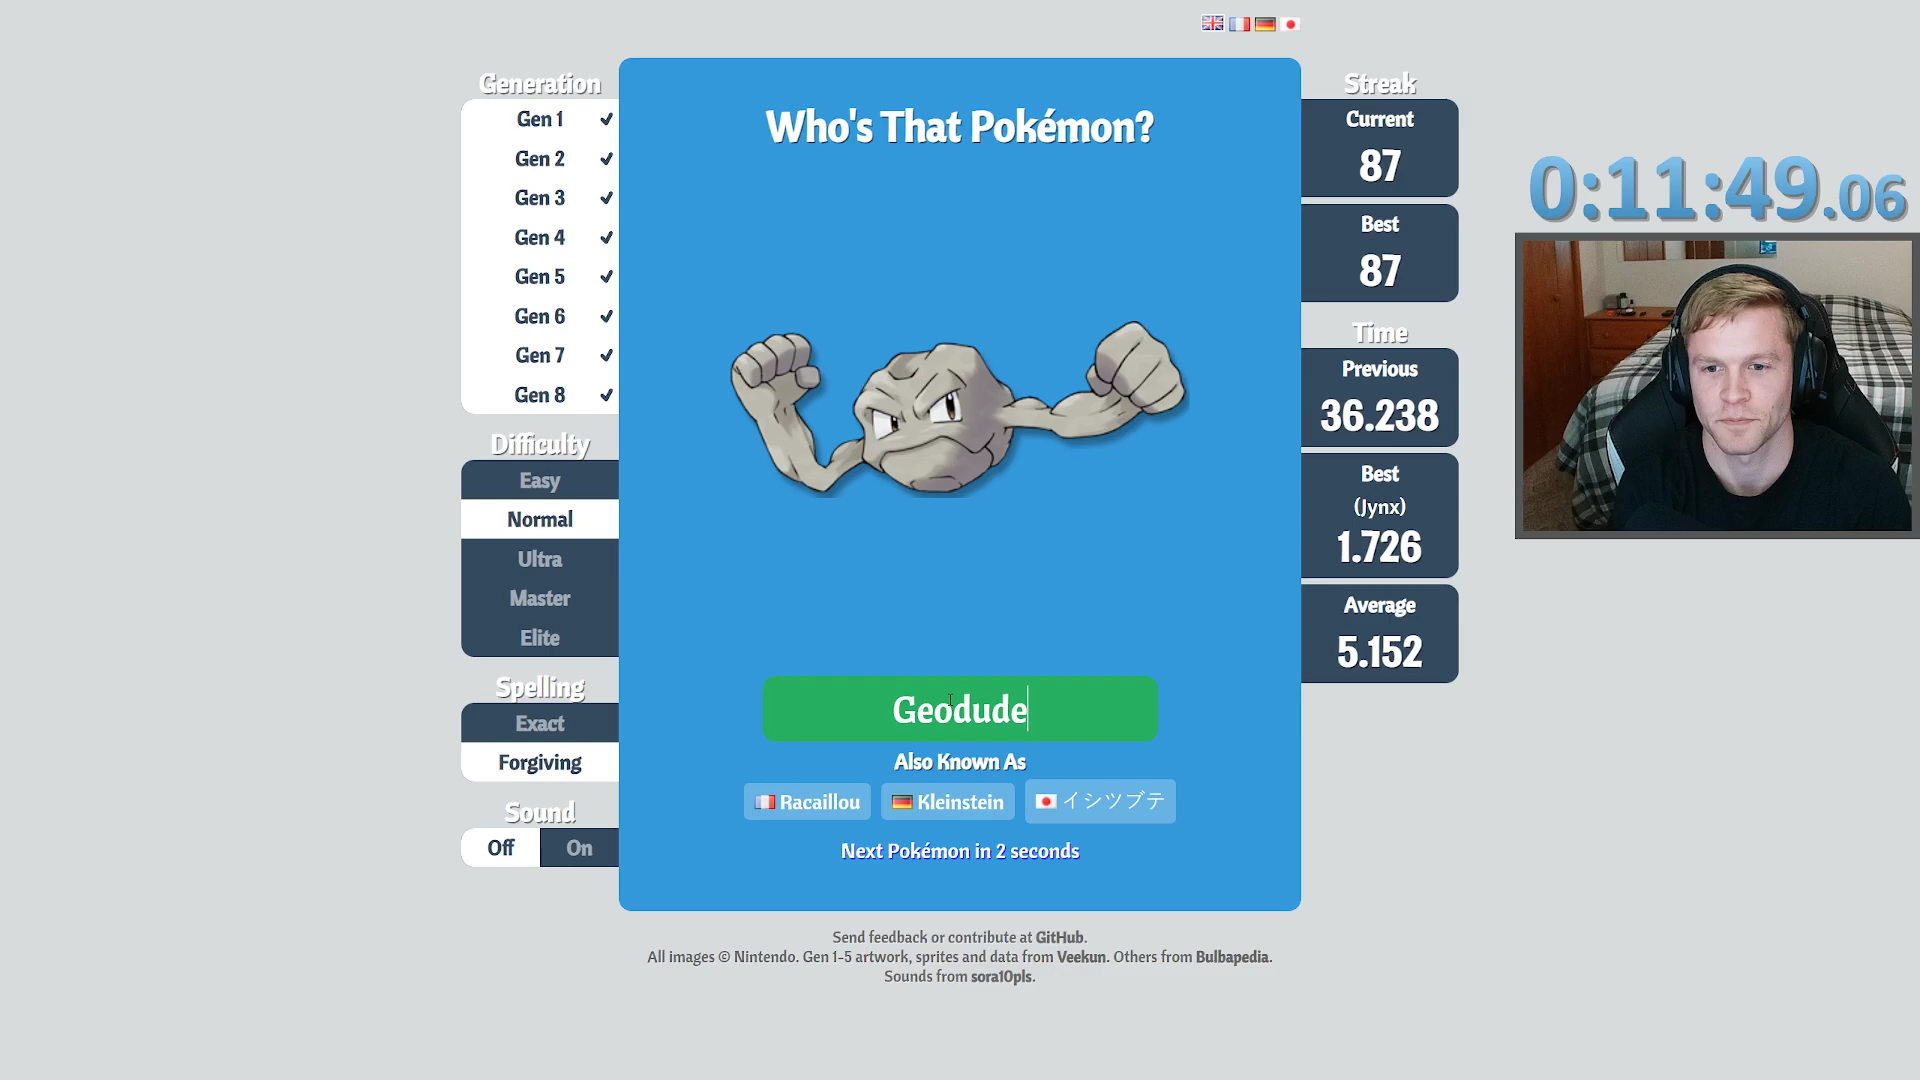 Generation
Gen 1
Gen 2
Gen 3
Gen 4
Gen 5
Gen 6
Gen 7
Gen 8
Difficulty
Easy
Normal
Ultra
Master
Elite
Spelling
Exact
Forgiving
Sound
Off On
Who's That Pokémon?
Geodude
Also Known As
Racaillou Kleinstein イシツブテ
Next Pokémon in 2 seconds
Streak
Current
87
Best
87
Time
Previous
36.238
Best
(Jynx)
1.726
Average
5.152
0:11:49.06
Send feedback or contribute at GitHub.
All images © Nintendo. Gen 1-5 artwork, sprites and data from Veekun. Others from Bulbapedia.
Sounds from sora10pls.